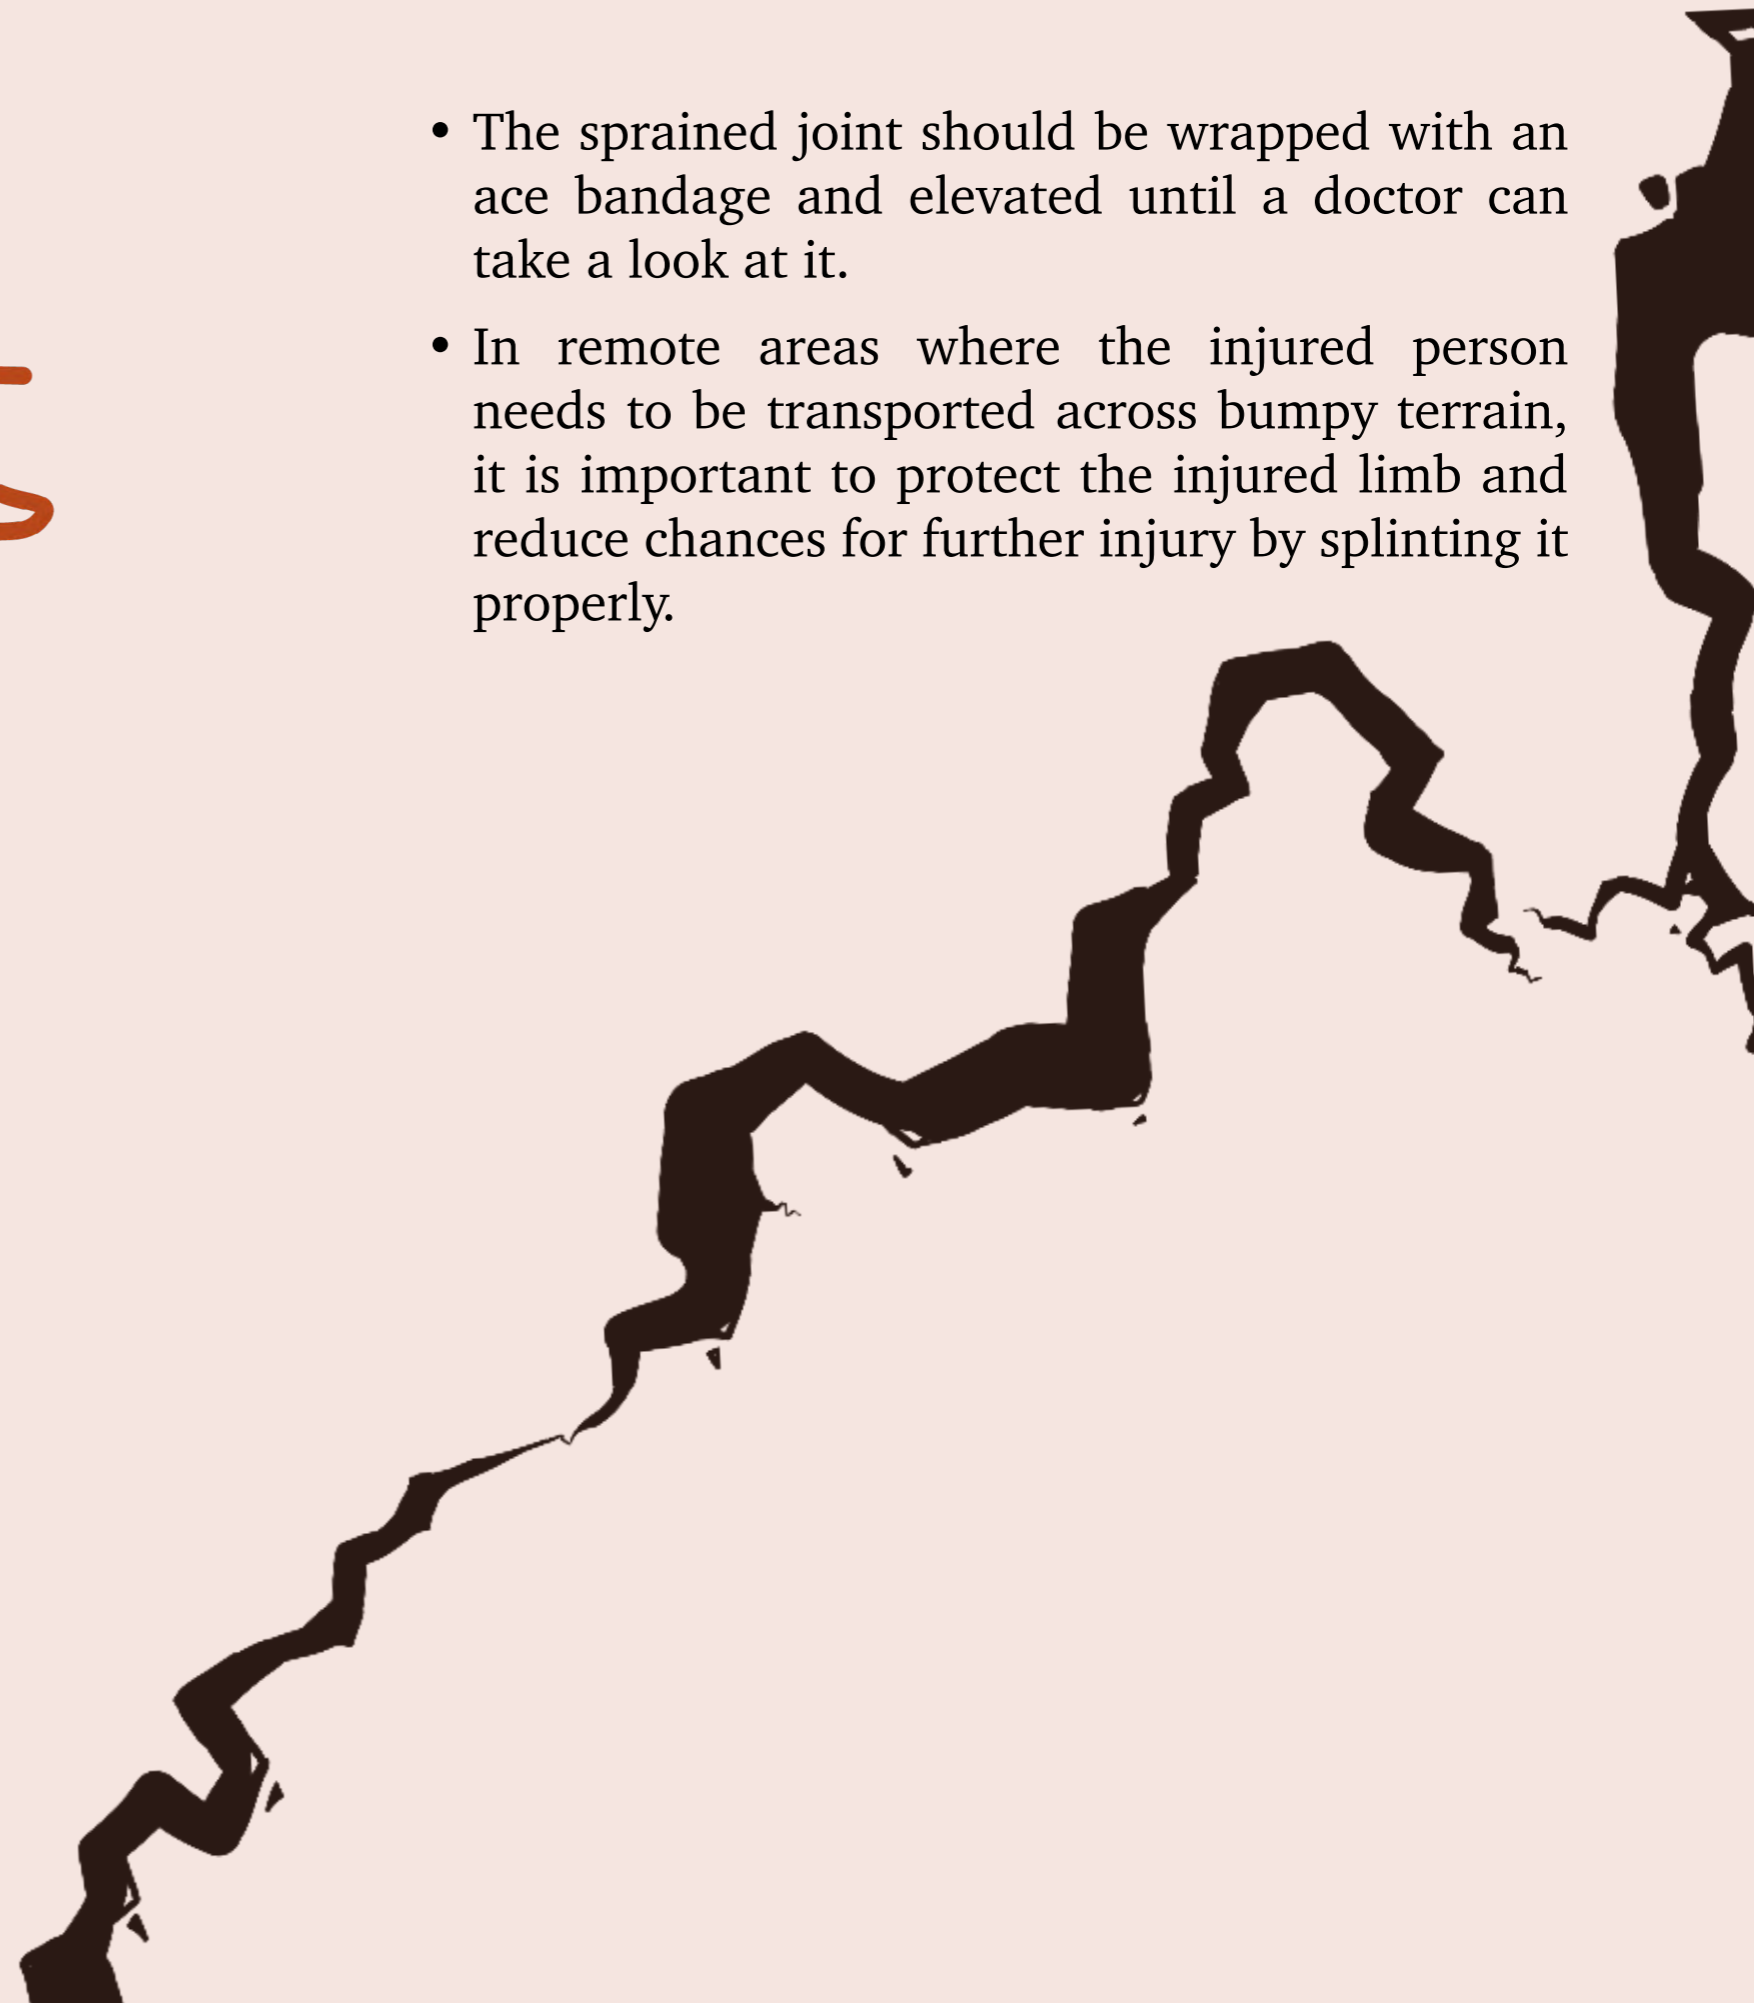 • The sprained joint should be wrapped with an
ace bandage and elevated until a doctor can
take a look at it.
• In remote areas where the injured person
needs to be transported across bumpy terrain,
it is important to protect the injured limb and
reduce chances for further injury by splinting it
properly.